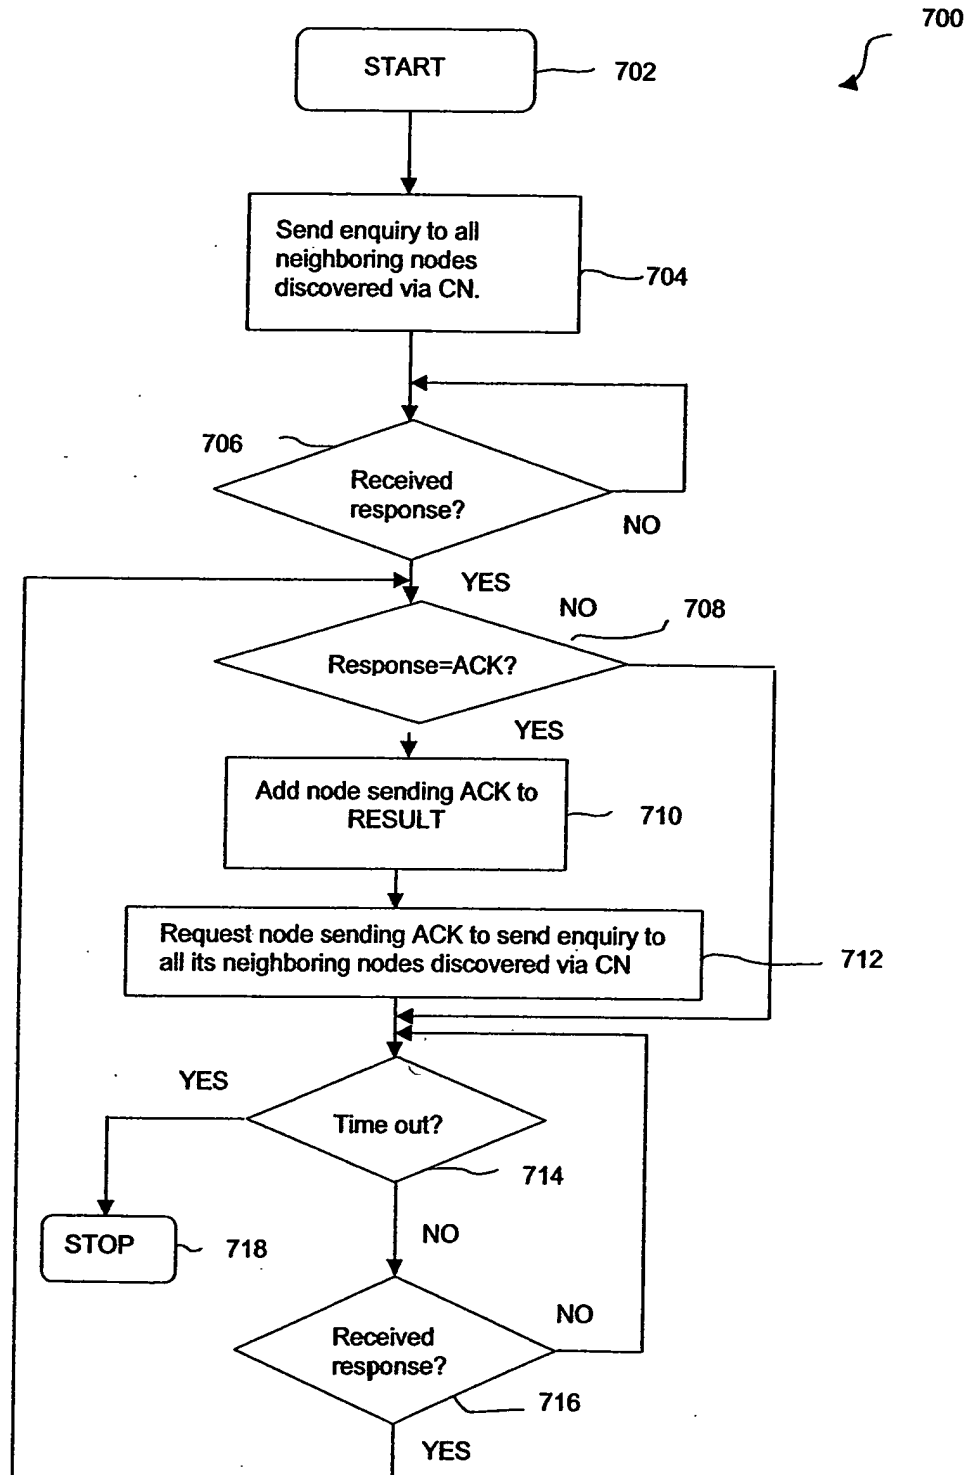 700
START
702
Send enquiry to all
neighboring nodes
discovered via CN.
704
706
Received
response?
NO
YES
NO
708
Response=ACK?
YES
Add node sending ACK to
RESULT
710
Request node sending ACK to send enquiry to
all its neighboring nodes discovered via CN
712
YES
Time out?
714
STOP
718
NO
NO
Received
response?
716
YES